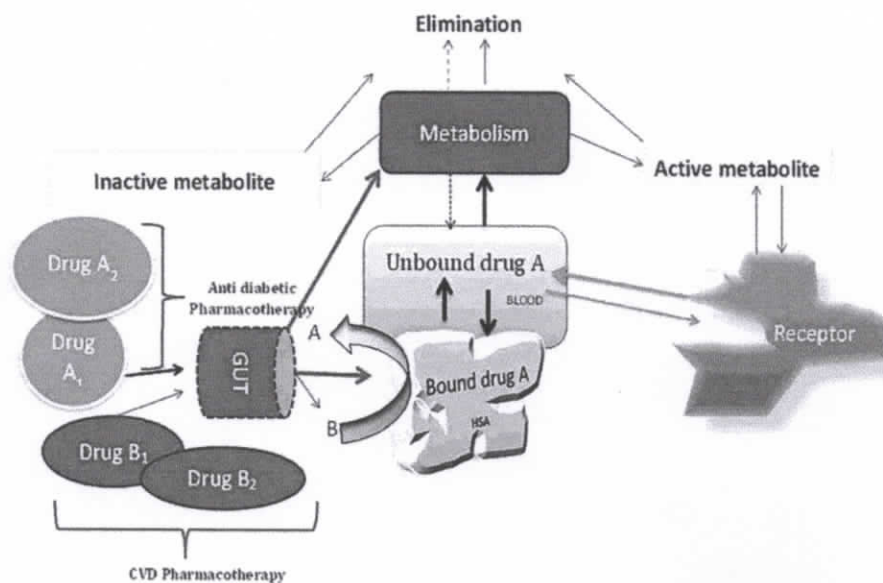 Elimination
Metabolism
Inactive metabolite
Active metabolite
Drug A₂
Unbound drug A
Anti diabetic
Pharmacotherapy
BLOOD
A
Receptor
Drug
A₁
GUT
Bound drug A
B
HSA
Drug B₁
Drug B₂
CVD Pharmacotherapy